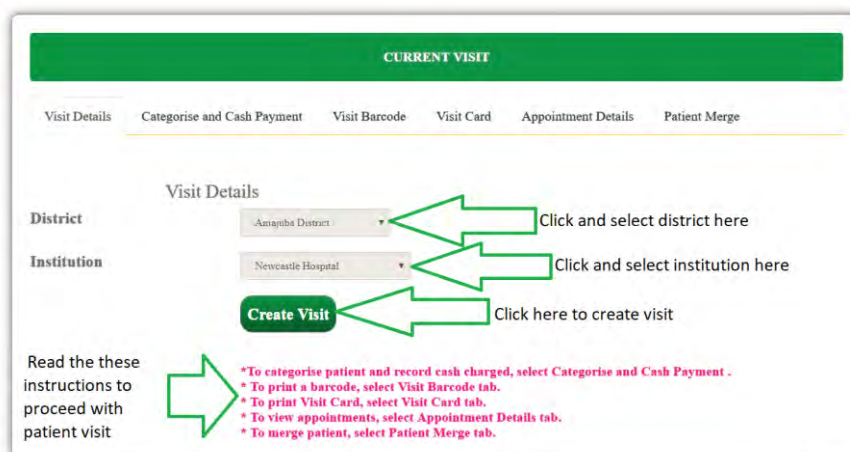 CURRENT VISIT
Visit Details Categorise and Cash Payment Visit Barcode Visit Card Appointment Details Patient Merge
Visit Details
District Amajuba District Click and select district here
Institution Newcastle Hospital Click and select institution here
Create Visit Click here to create visit
Read the these
instructions to
proceed with
patient visit
*To categorise patient and record cash charged, select Categorise and Cash Payment .
* To print a barcode, select Visit Barcode tab.
* To print Visit Card, select Visit Card tab.
* To view appointments, select Appointment Details tab.
* To merge patient, select Patient Merge tab.